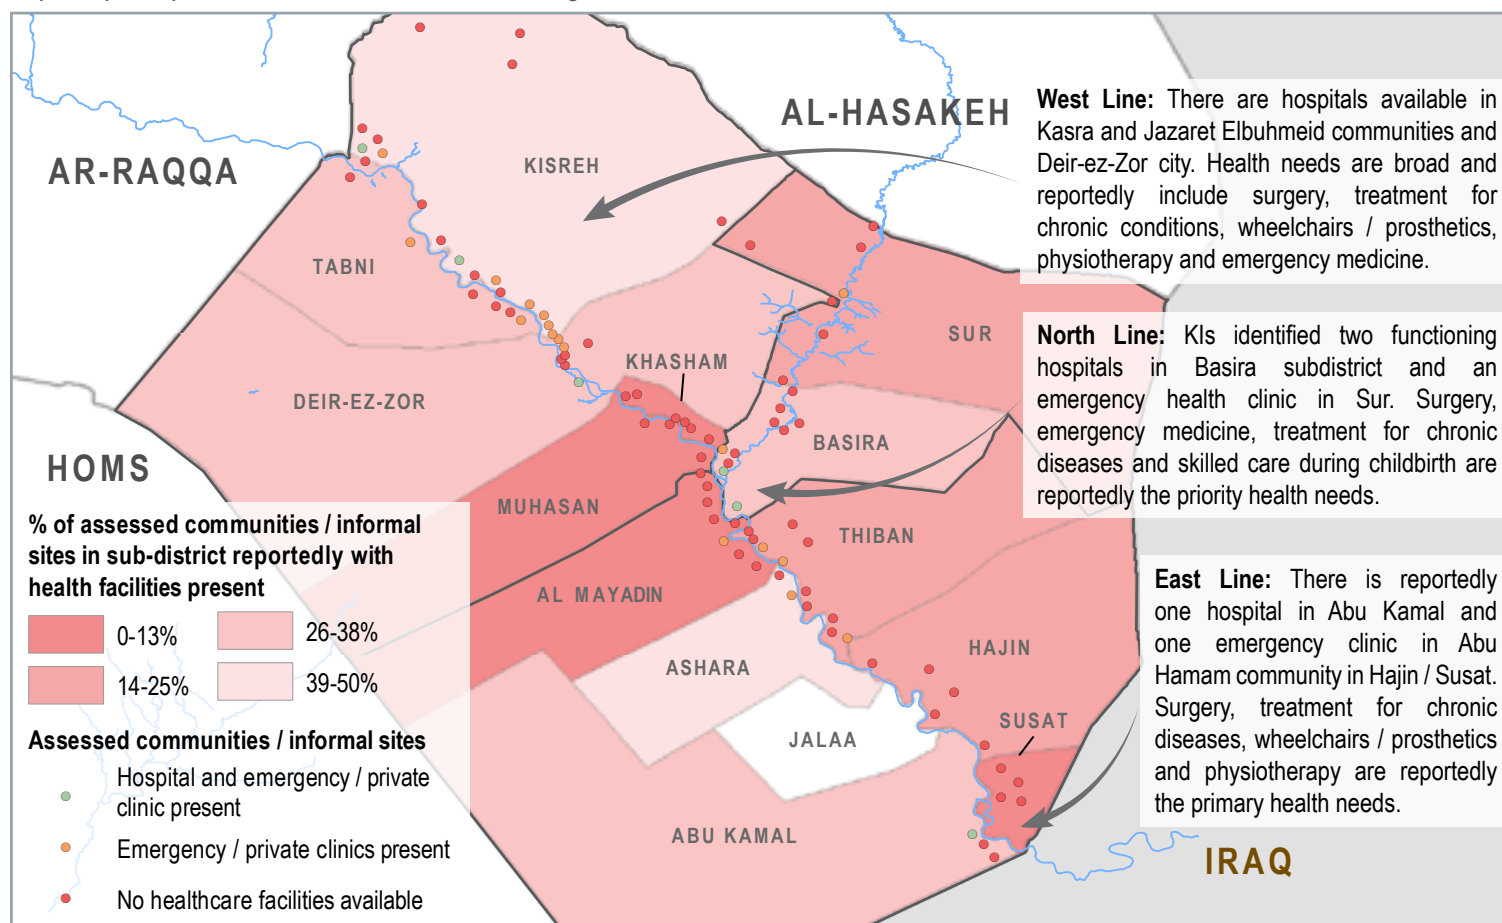 AL-HASAKEH
AR-RAQQA
KISREH
TABNI
SUR
KHASHAM
DEIR-EZ-ZOR
BASIRA
HOMS
MUHASAN
THIBAN
AL MAYADIN
HAJIN
ASHARA
SUSAT
JALAA
ABU KAMAL
IRAQ
West Line: There are hospitals available in
Kasra and Jazaret Elbuhmeid communities and
Deir-ez-Zor city. Health needs are broad and
reportedly include surgery, treatment for
chronic conditions, wheelchairs / prosthetics,
physiotherapy and emergency medicine.
North Line: KIs identified two functioning
hospitals in Basira subdistrict and an
emergency health clinic in Sur. Surgery,
emergency medicine, treatment for chronic
diseases and skilled care during childbirth are
reportedly the priority health needs.
East Line: There is reportedly
one hospital in Abu Kamal and
one emergency clinic in Abu
Hamam community in Hajin / Susat.
Surgery, treatment for chronic
diseases, wheelchairs / prosthetics
and physiotherapy are reportedly
the primary health needs.
% of assessed communities / informal
sites in sub-district reportedly with
health facilities present
0-13%
26-38%
14-25%
39-50%
Assessed communities / informal sites
Hospital and emergency / private
clinic present
Emergency / private clinics present
No healthcare facilities available